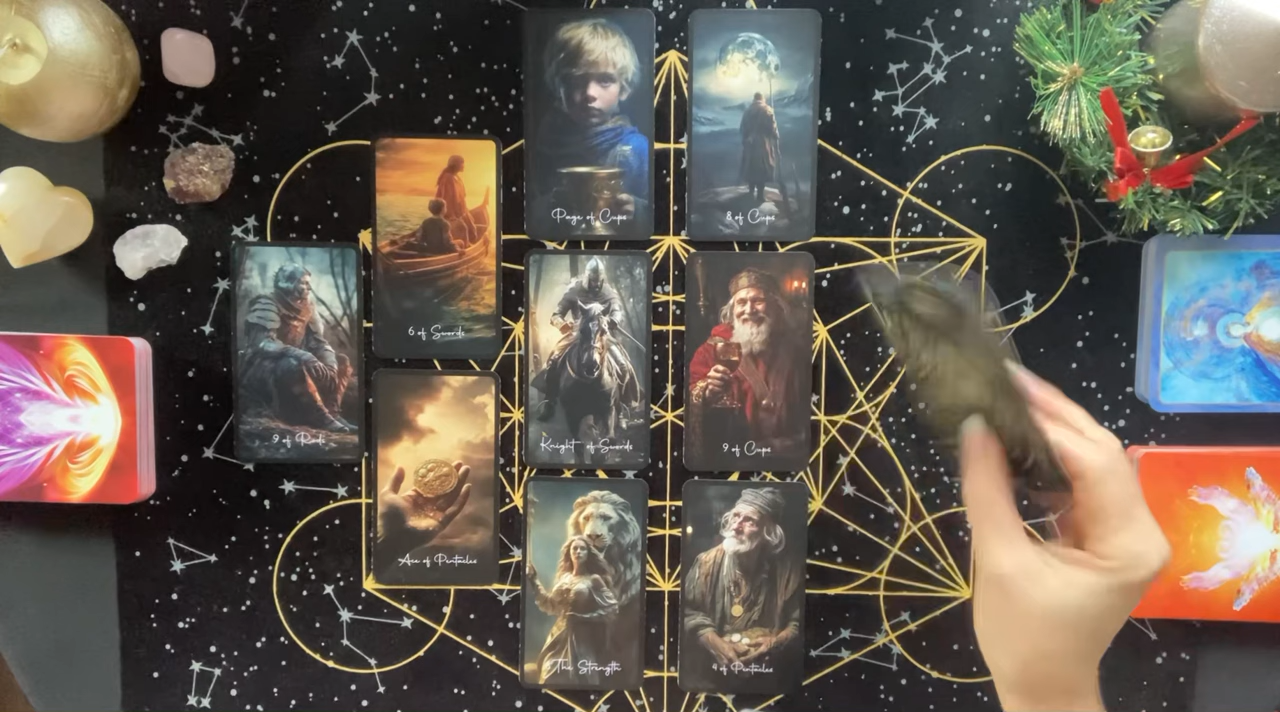 Page of Cups
8 of Cups
6 of Swords
9 of Rods
Knight of Swords
9 of Cups
Ace of Pentacles
The Strength
4 of Pentacles